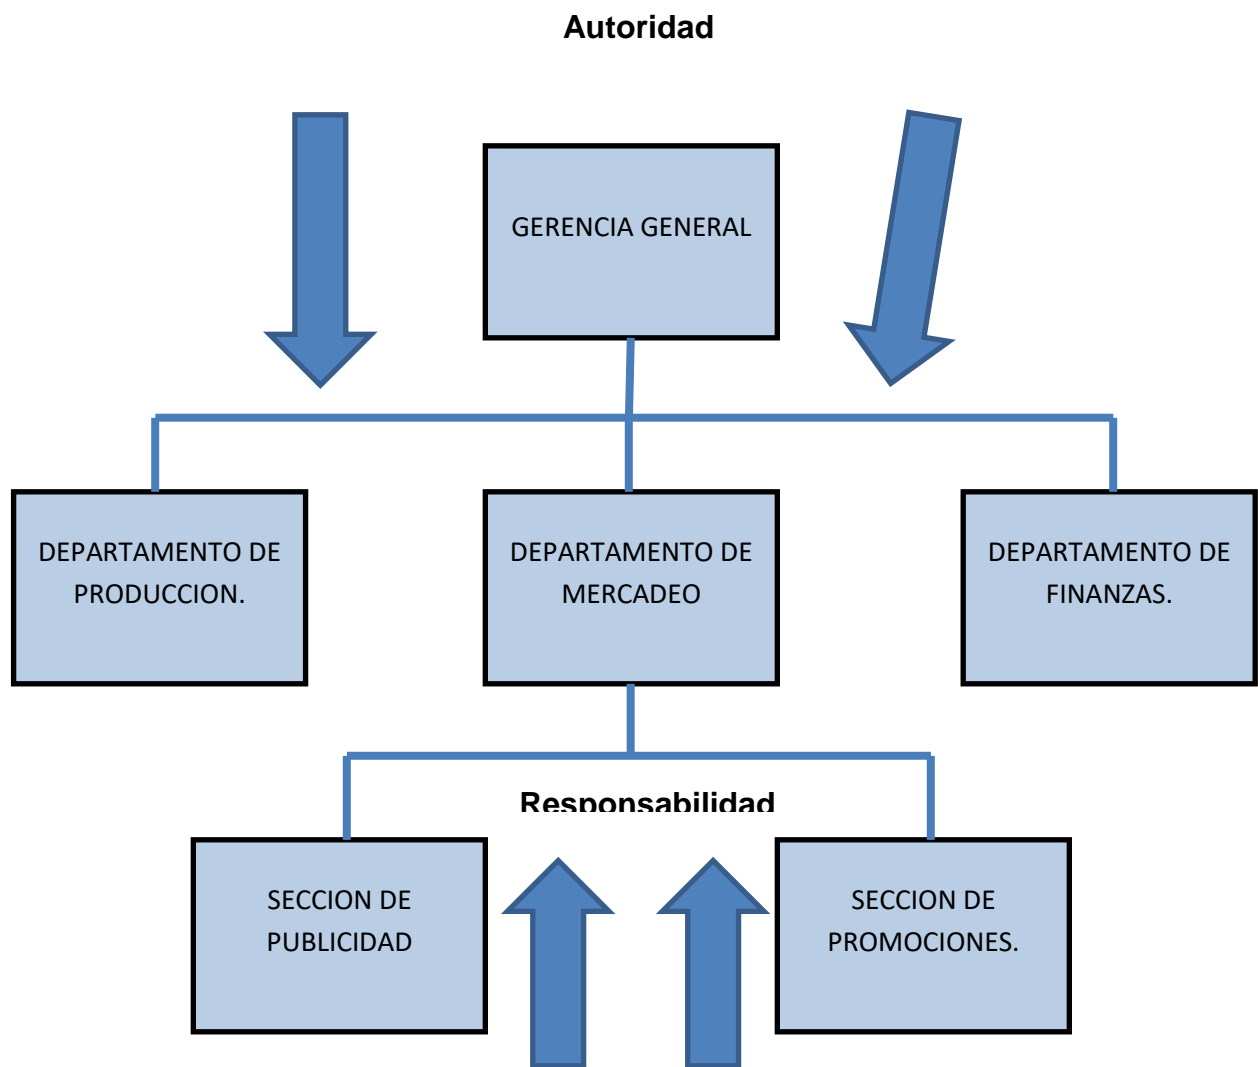 Autoridad
GERENCIA GENERAL
DEPARTAMENTO DE
PRODUCCION.
DEPARTAMENTO DE
MERCADEO
DEPARTAMENTO DE
FINANZAS.
Responsabilidad
SECCION DE
PUBLICIDAD
SECCION DE
PROMOCIONES.